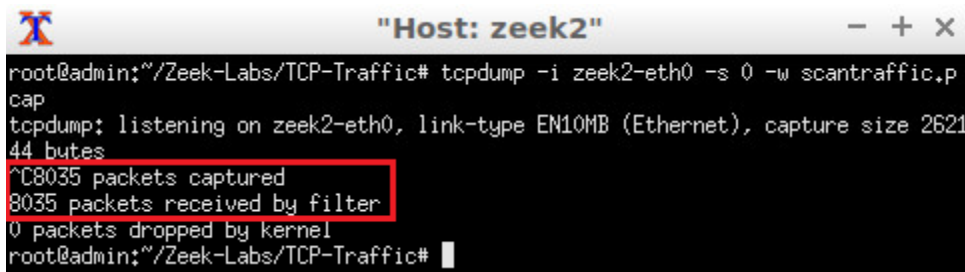 "Host: zeek2"
root@admin:~/Zeek-Labs/TCP-Traffic# tcpdump -i zeek2-eth0 -s 0 -w scantraffic.p
cap
tcpdump: listening on zeek2-eth0, link-type EN10MB (Ethernet), capture size 2621
44 bytes
^C8035 packets captured
8035 packets received by filter
0 packets dropped by kernel
root@admin:~/Zeek-Labs/TCP-Traffic#